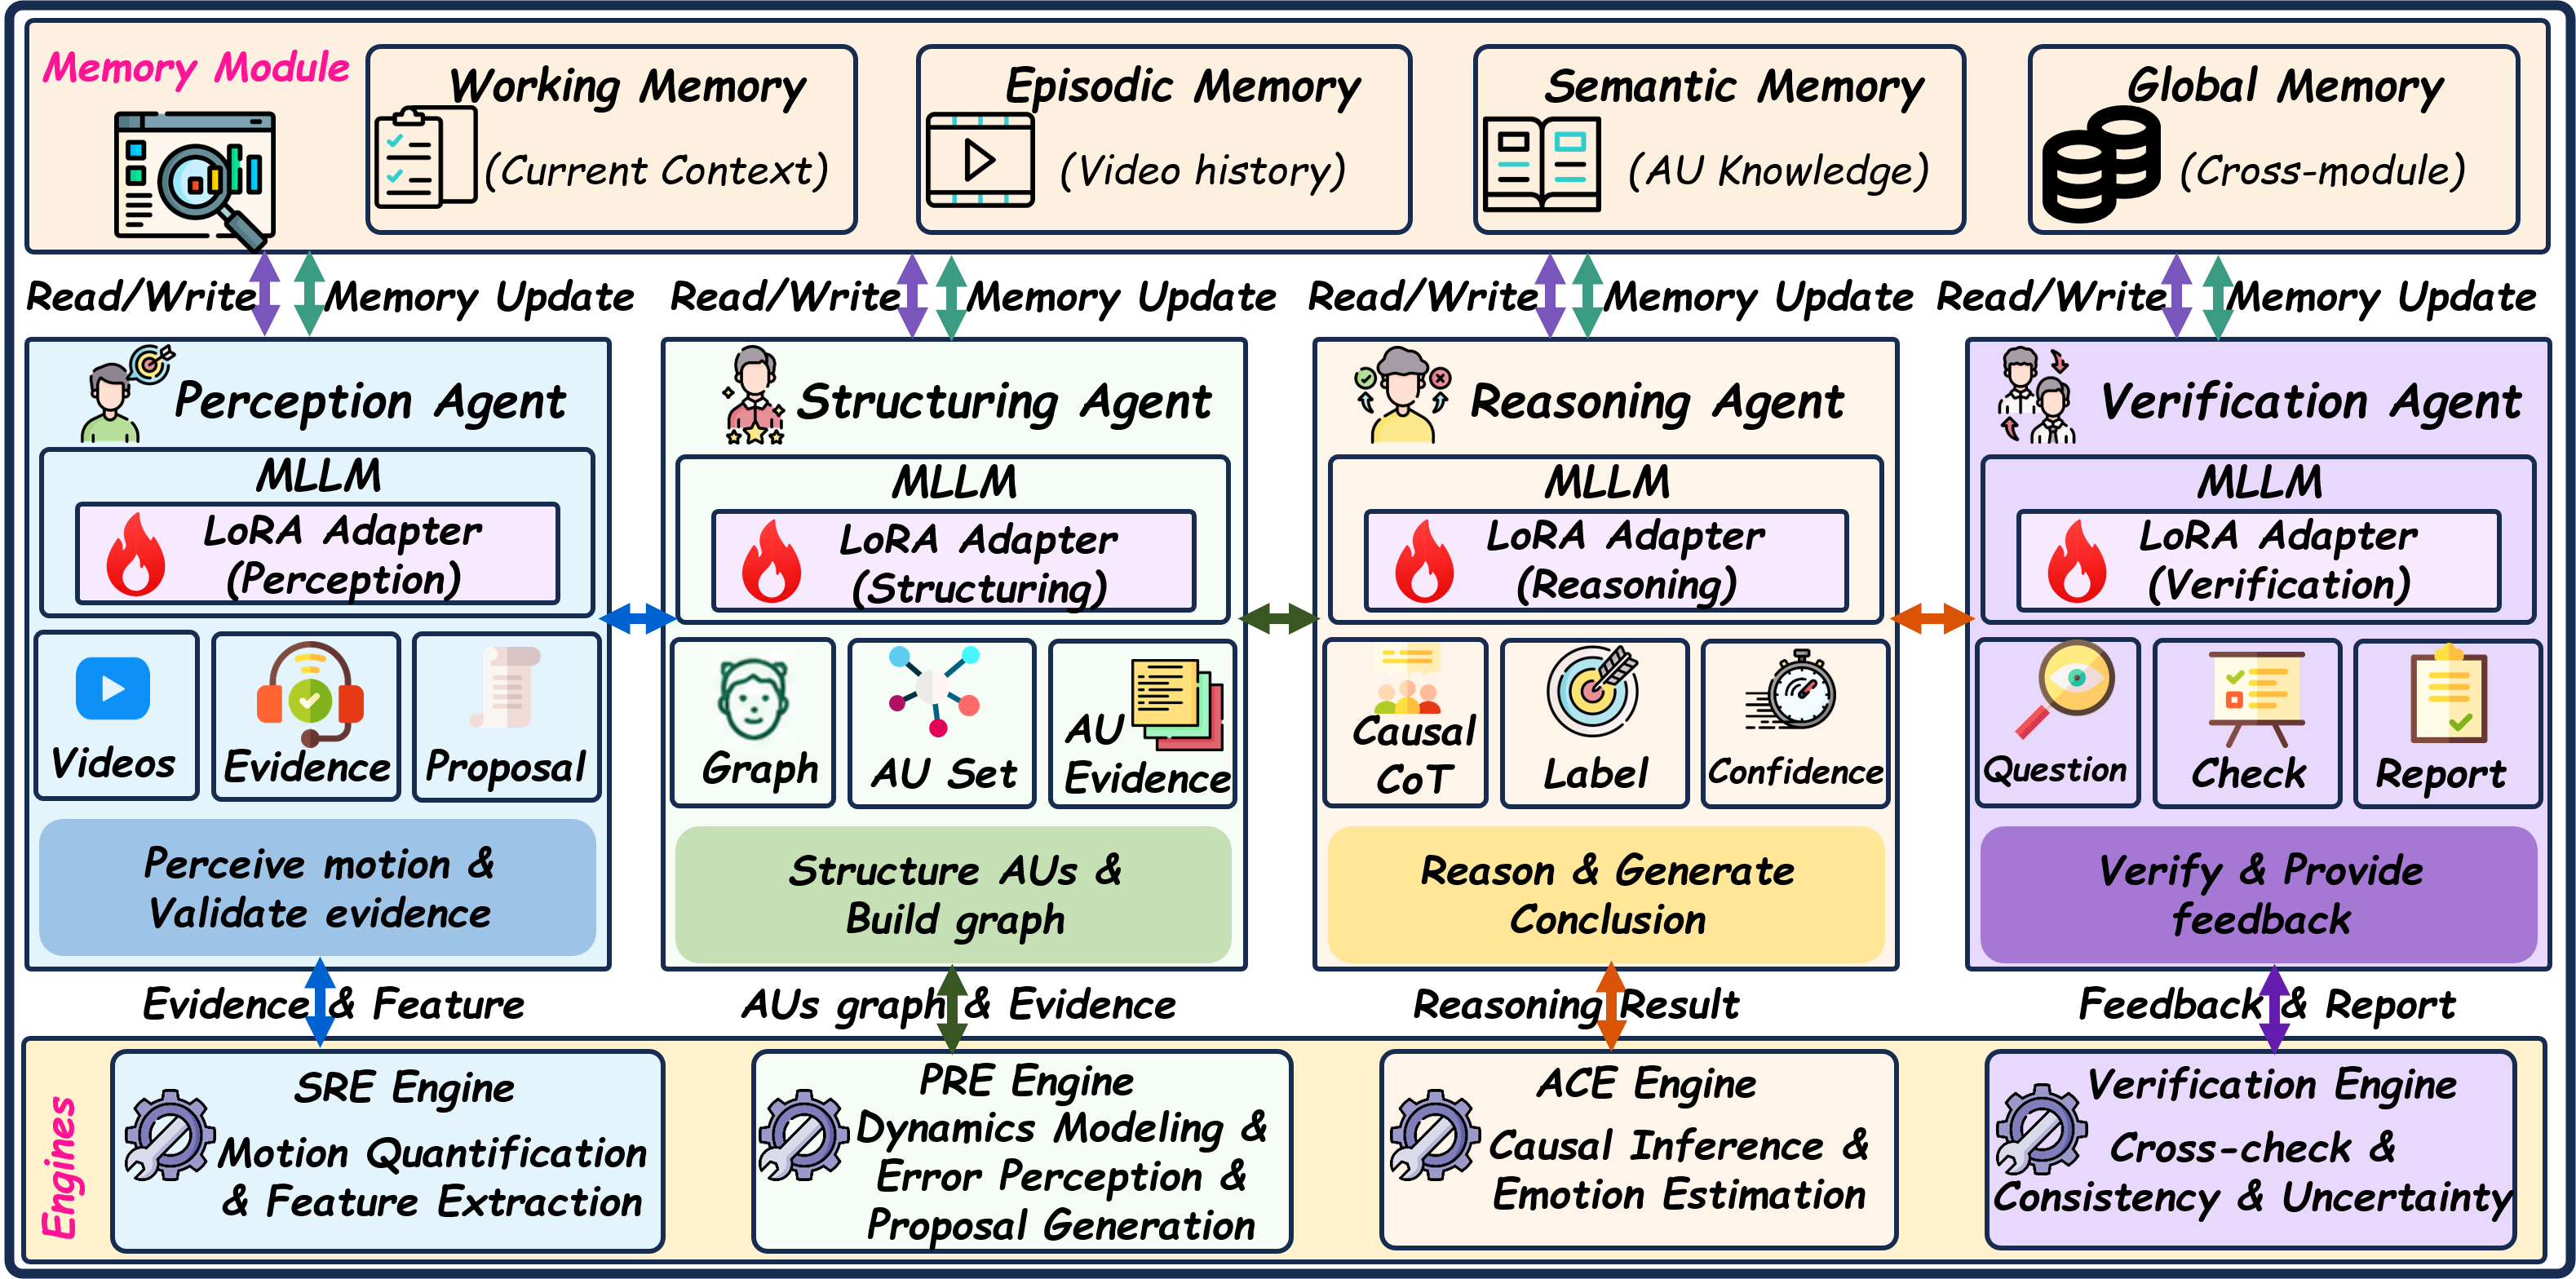 Memory Module
Working Memory
(Current Context)
Episodic Memory
(Video history)
Semantic Memory
(AU Knowledge)
Global Memory
(Cross-module)
Read/Write
Memory Update
Read/Write
Memory Update
Read/Write
Memory Update
Read/Write
Memory Update
Perception Agent
MLLM
LoRA Adapter
(Perception)
Videos
Evidence
Proposal
Perceive motion &
Validate evidence
Structuring Agent
MLLM
LoRA Adapter
(Structuring)
Graph
AU Set
AU
Evidence
Structure AUs &
Build graph
Reasoning Agent
MLLM
LoRA Adapter
(Reasoning)
Causal
CoT
Label
Confidence
Reason & Generate
Conclusion
Verification Agent
MLLM
LoRA Adapter
(Verification)
Question
Check
Report
Verify & Provide
feedback
Evidence & Feature
AUs graph & Evidence
Reasoning Result
Feedback & Report
Engines
SRE Engine
Motion Quantification
& Feature Extraction
PRE Engine
Dynamics Modeling &
Error Perception &
Proposal Generation
ACE Engine
Causal Inference &
Emotion Estimation
Verification Engine
Cross-check &
Consistency & Uncertainty